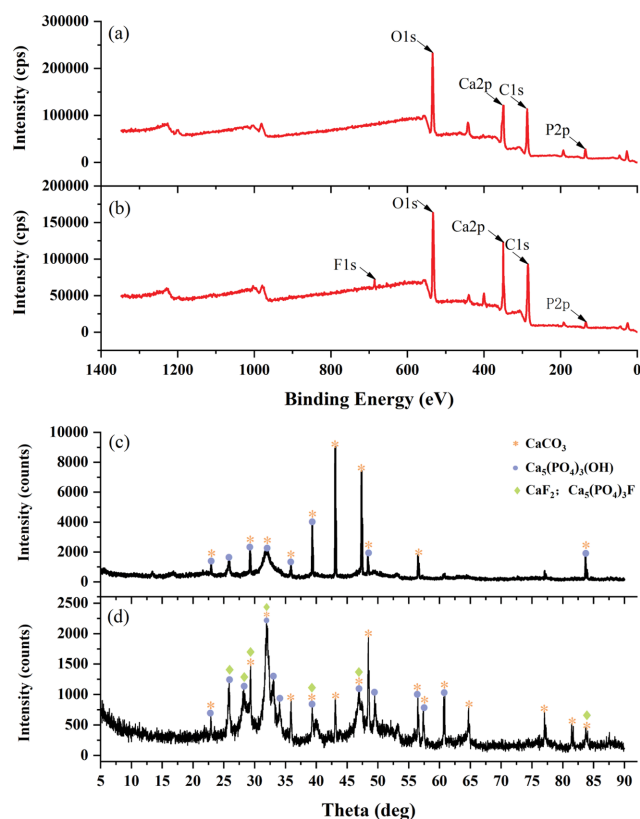 300000
(a)
O1s
250000
200000
Ca2p
C1s
150000
100000
P2p
50000
0
Intensity (cps)
200000
(b)
O1s
150000
Ca2p
C1s
100000
F1s
50000
P2p
0
Intensity (cps)
1400 1200 1000 800 600 400 200 0
Binding Energy (eV)
10000
(c)
CaCO3
Ca5(PO4)3(OH)
CaF2; Ca5(PO4)3F
8000
6000
4000
2000
0
Intensity (counts)
2500
(d)
2000
1500
1000
500
0
Intensity (counts)
5 10 15 20 25 30 35 40 45 50 55 60 65 70 75 80 85 90
Theta (deg)